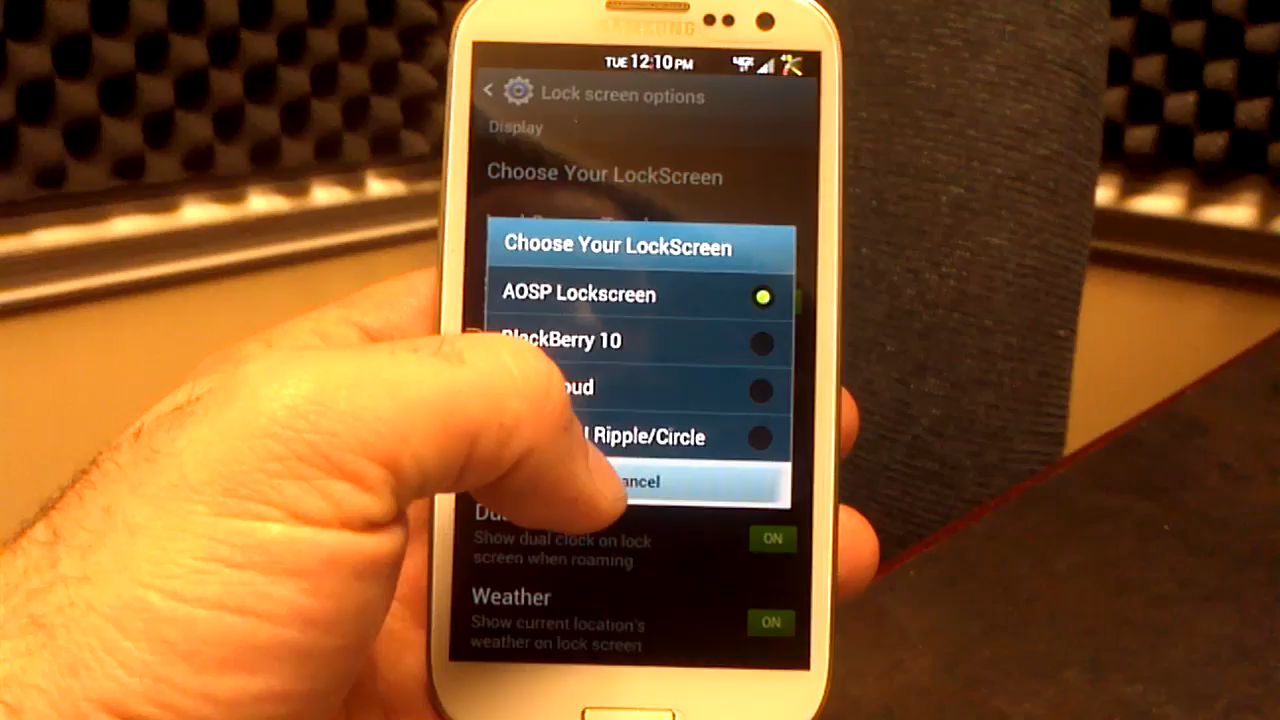 SAMSUNG
TUE 12:10 PM
Lock screen options
Display
Choose Your LockScreen
Choose Your LockScreen
AOSP Lockscreen
BlackBerry 10
oud
Ripple/Circle
ancel
Show dual clock on lock
screen when roaming
ON
Weather
Show current location's
weather on lock screen
ON